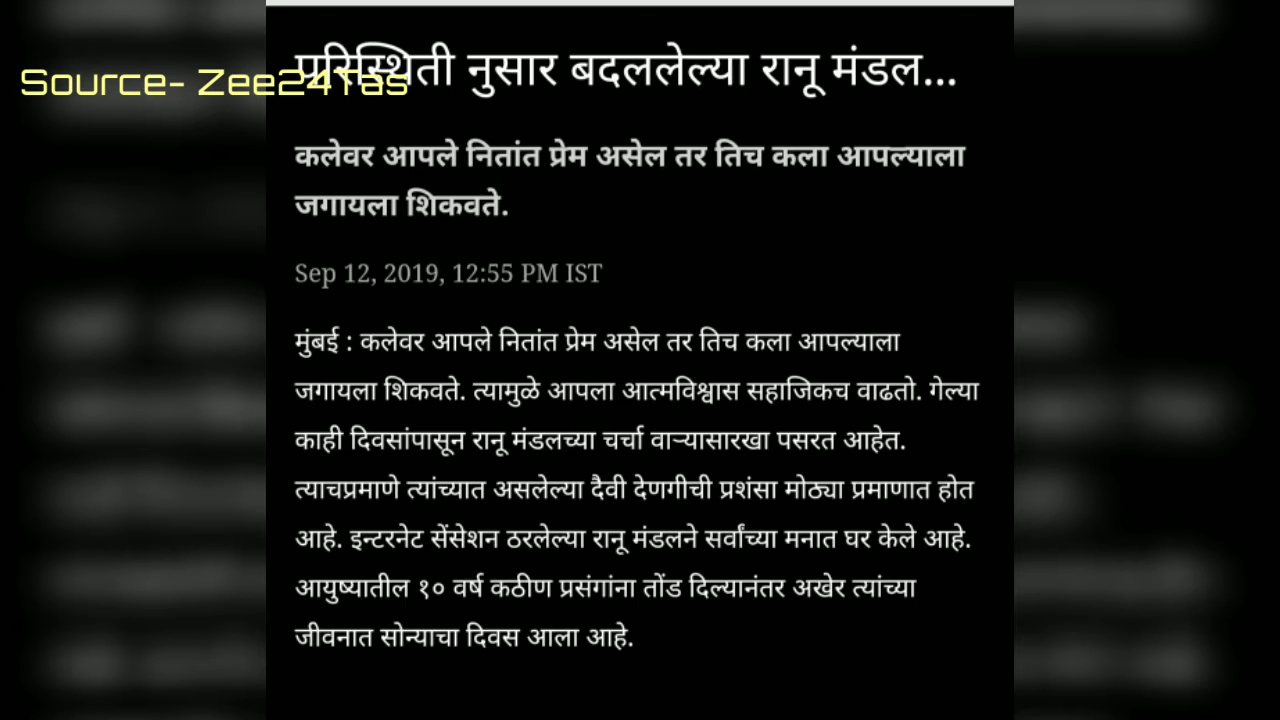 परिस्थिती नुसार बदललेल्या रानू मंडल...
Source- Zee24Tas
कलेवर आपले नितांत प्रेम असेल तर तिच कला आपल्याला
जगायला शिकवते.
Sep 12, 2019, 12:55 PM IST
मुंबई : कलेवर आपले नितांत प्रेम असेल तर तिच कला आपल्याला
जगायला शिकवते. त्यामुळे आपला आत्मविश्वास सहाजिकच वाढतो. गेल्या
काही दिवसांपासून रानू मंडलच्या चर्चा वाऱ्यासारखा पसरत आहेत.
त्याचप्रमाणे त्यांच्यात असलेल्या दैवी देणगीची प्रशंसा मोठ्या प्रमाणात होत
आहे. इन्टरनेट सेंसेशन ठरलेल्या रानू मंडलने सर्वांच्या मनात घर केले आहे.
आयुष्यातील १० वर्ष कठीण प्रसंगांना तोंड दिल्यानंतर अखेर त्यांच्या
जीवनात सोन्याचा दिवस आला आहे.